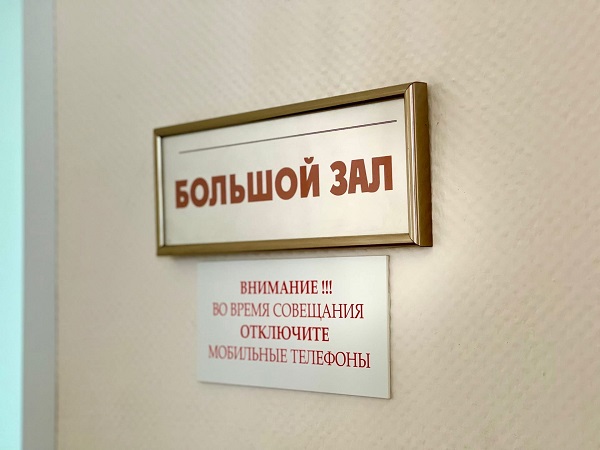 БОЛЬШОЙ ЗАЛ
ВНИМАНИЕ !!!
ВО ВРЕМЯ СОВЕЩАНИЯ
ОТКЛЮЧИТЕ
МОБИЛЬНЫЕ ТЕЛЕФОНЫ